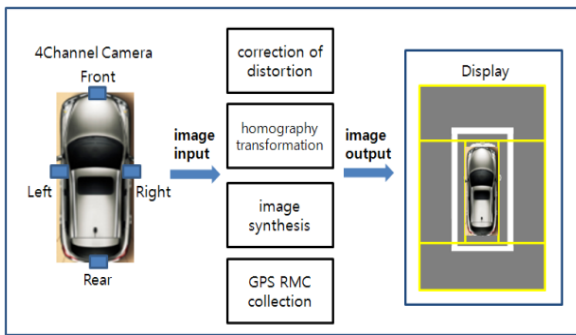 4Channel Camera
Front
Left
Right
Rear
image
input
correction of
distortion
homography
transformation
image
synthesis
GPS RMC
collection
image
output
Display